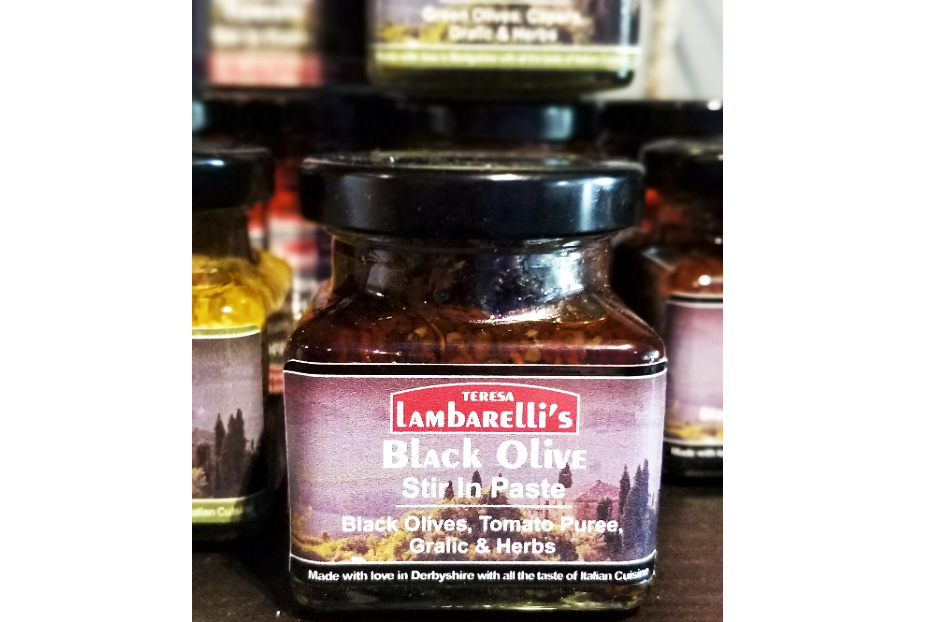 Green Olives, Capers,
Gralic & Herbs
TERESA
LAMBARELLI'S
Black Olive
Stir In Paste
Black Olives, Tomato Puree,
Gralic & Herbs
Made with love in Derbyshire with all the taste of Italian Cuisine